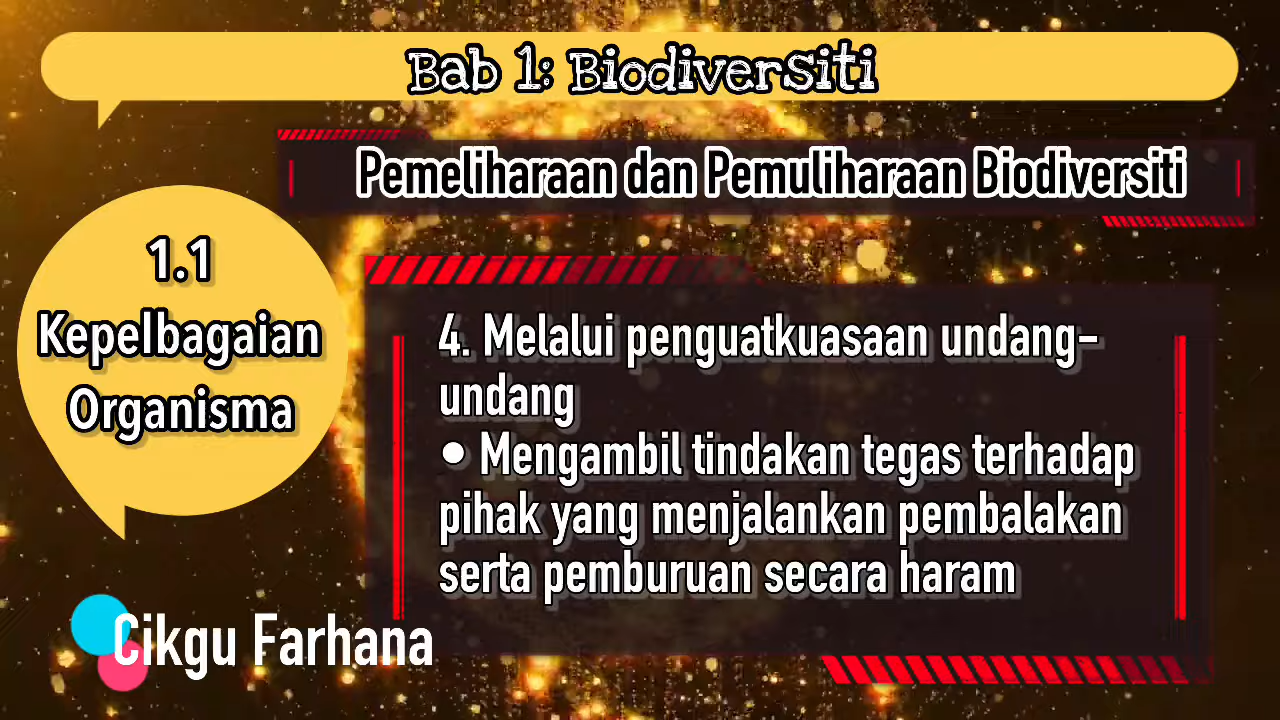 Bab 1: Biodiversiti
Pemeliharaan dan Pemuliharaan Biodiversiti
1.1
Kepelbagaian
Organisma
4. Melalui penguatkuasaan undang-
undang
• Mengambil tindakan tegas terhadap
pihak yang menjalankan pembalakan
serta pemburuan secara haram
Cikgu Farhana